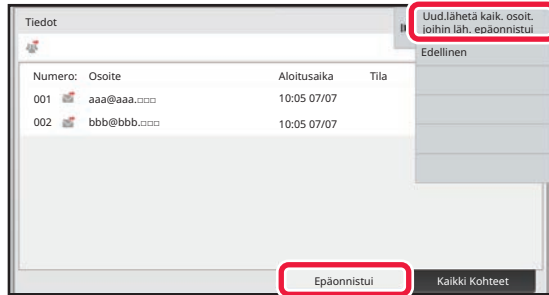 Tiedot
Uud.lähetä kaik. osoit.
joihin läh. epäonnistui
Edellinen
Numero: Osoite Aloitusaika Tila
001 aaa@aaa.□□□ 10:05 07/07
002 bbb@bbb.□□□ 10:05 07/07
Epäonnistui Kaikki Kohteet